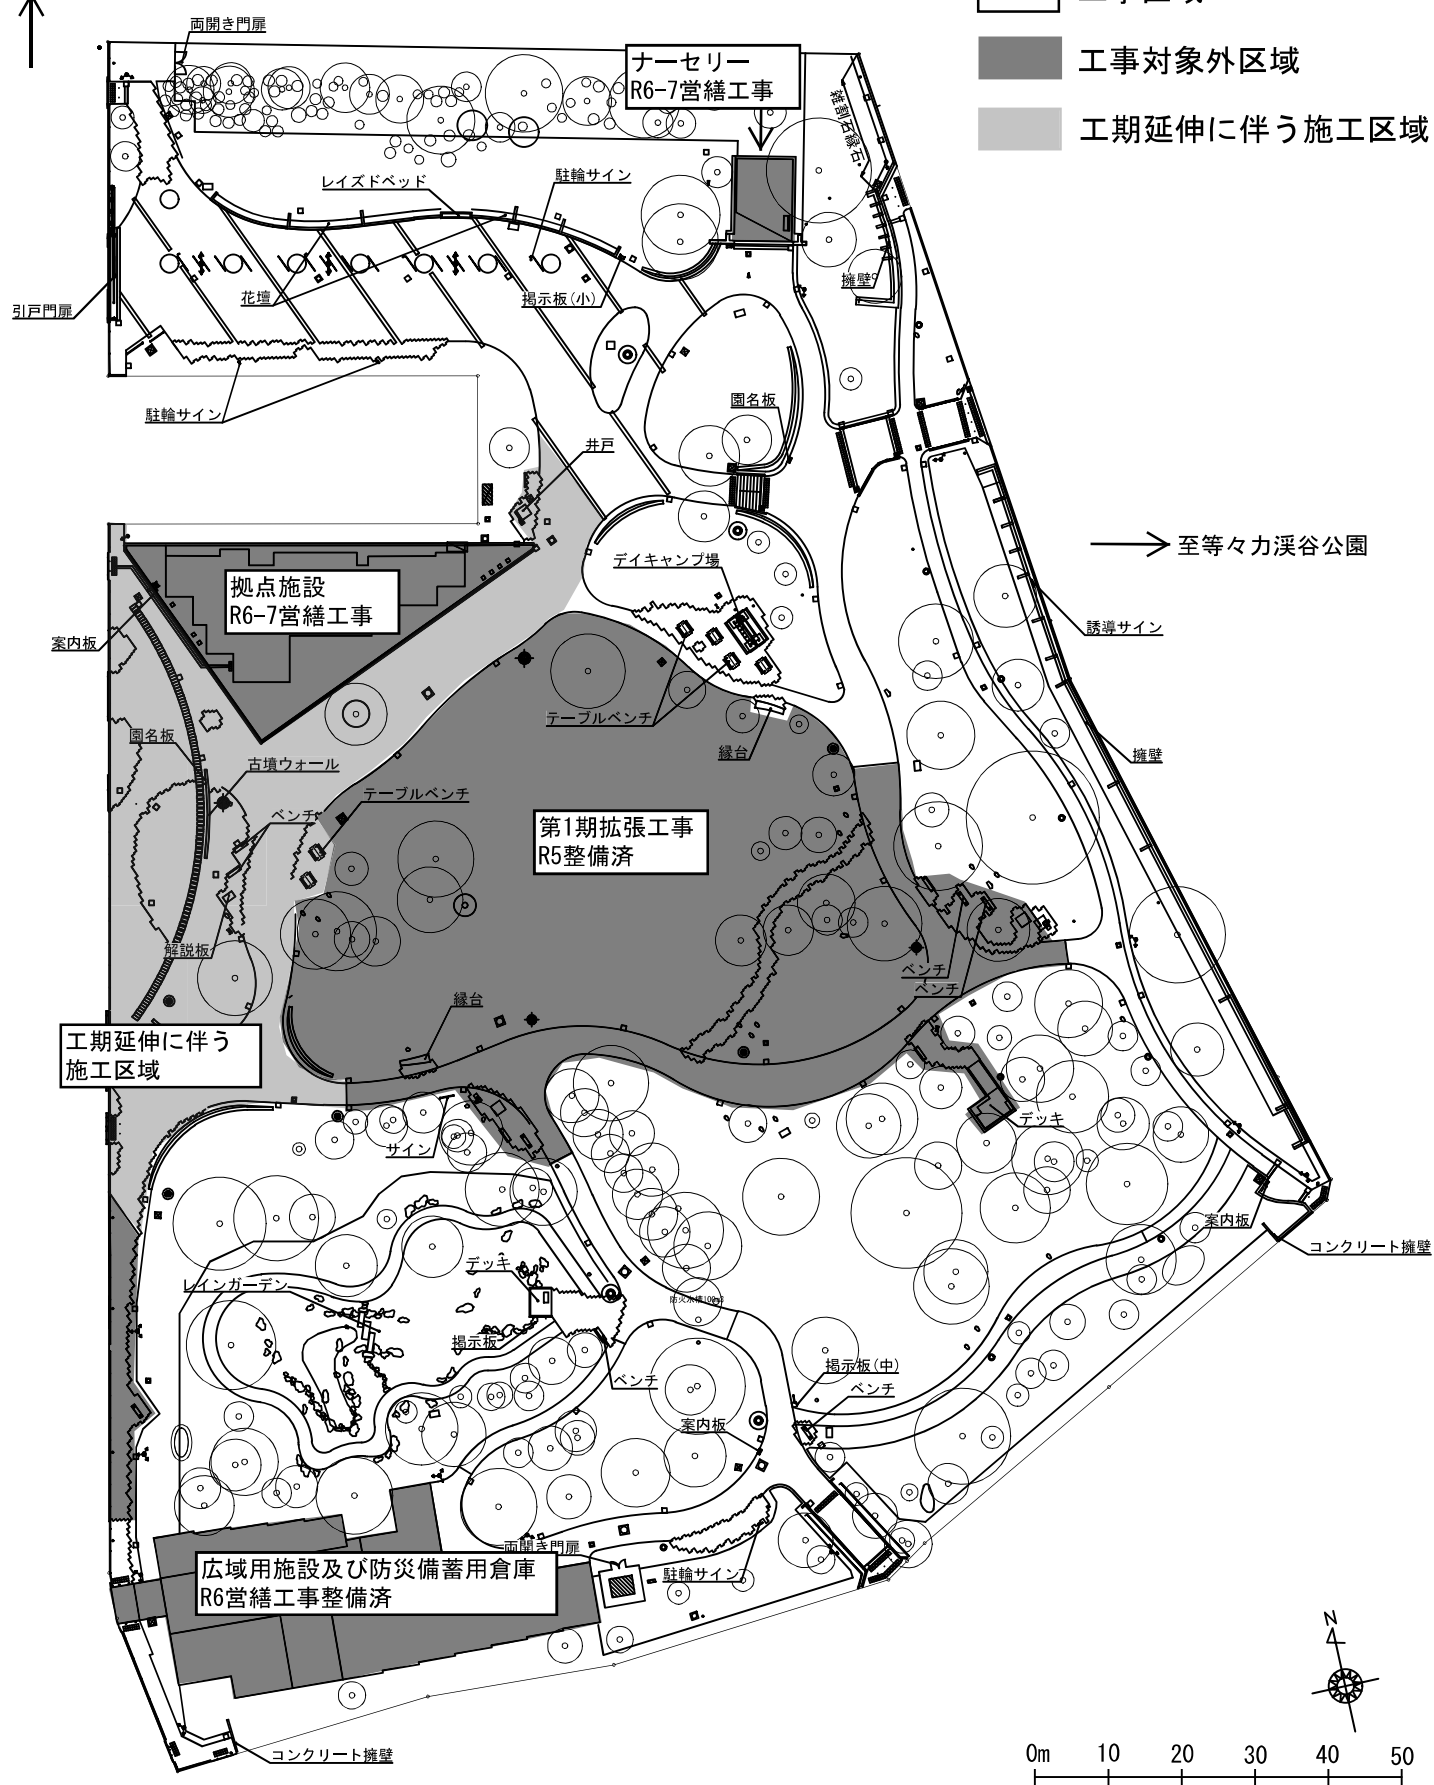 工事区域
工事対象外区域
工期延伸に伴う施工区域
両開き門扉
ナーセリー
R6-7営繕工事
雑割石縁石
レイズドベッド
駐輪サイン
擁壁
引戸門扉
花壇
掲示板(小)
駐輪サイン
園名板
井戸
至等々力渓谷公園
デイキャンプ場
拠点施設
R6-7営繕工事
案内板
誘導サイン
テーブルベンチ
縁台
擁壁
園名板
古墳ウォール
ベンチ
テーブルベンチ
第1期拡張工事
R5整備済
解説板
ベンチ
ベンチ
縁台
工期延伸に伴う
施工区域
デッキ
サイン
案内板
コンクリート擁壁
デッキ
レインガーデン
掲示板
ベンチ
掲示板(中)
ベンチ
案内板
両開き門扉
駐輪サイン
広域用施設及び防災備蓄用倉庫
R6営繕工事整備済
コンクリート擁壁
N
0m 10 20 30 40 50